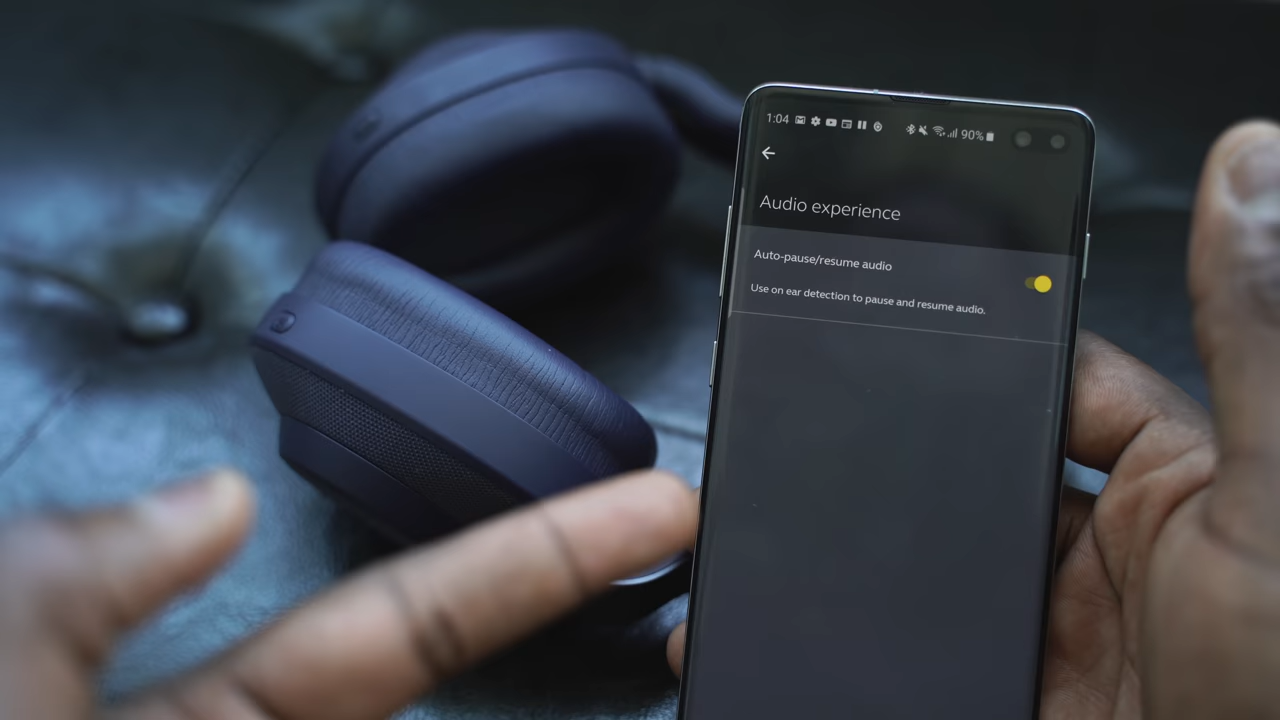 1:04 90%
Audio experience
Auto-pause/resume audio
Use on ear detection to pause and resume audio.